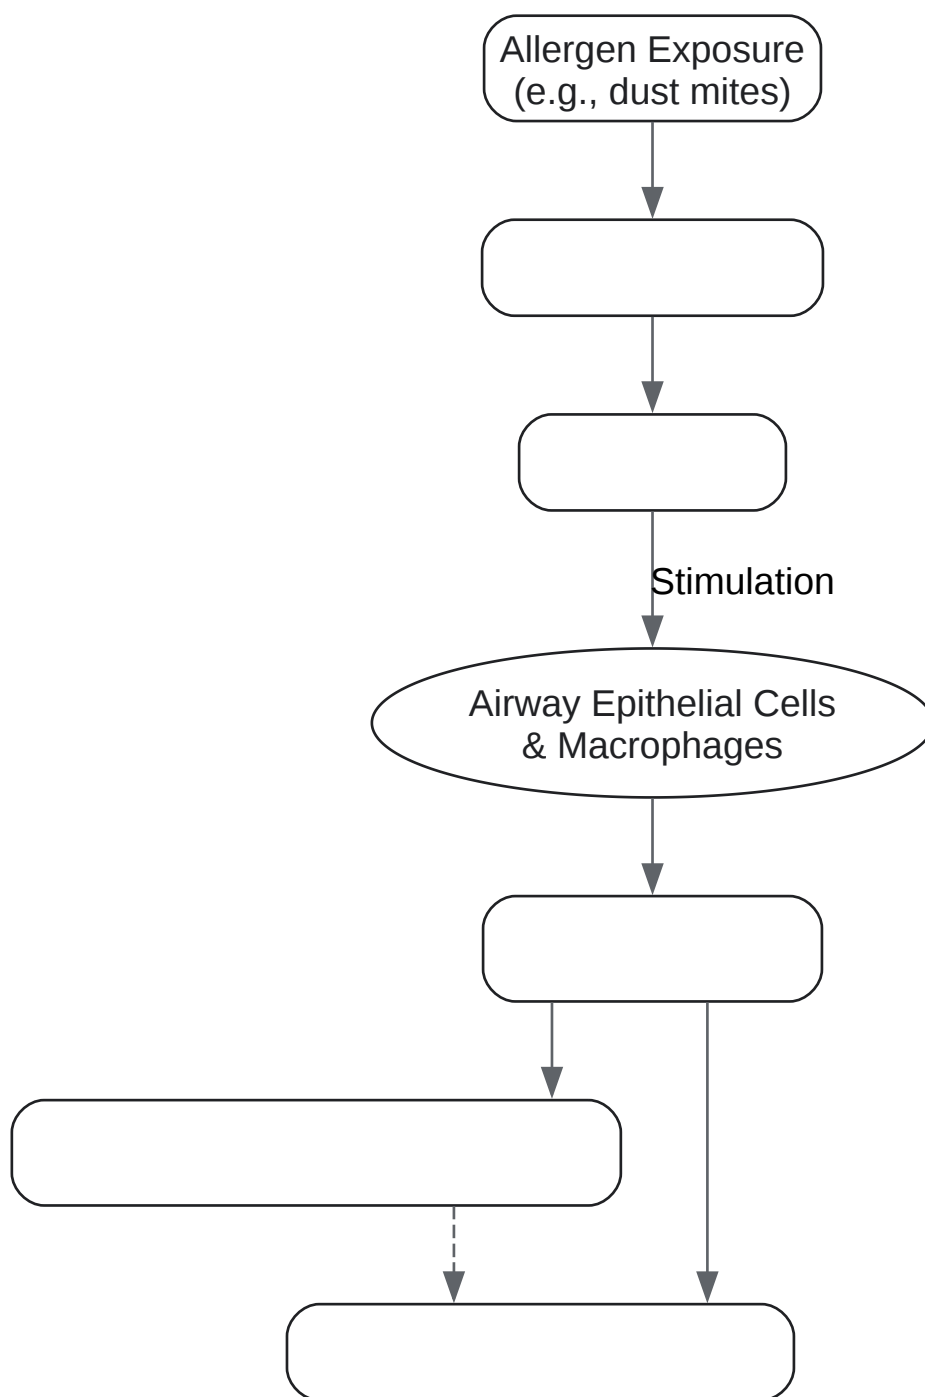 Allergen Exposure
(e.g., dust mites)
Stimulation
Airway Epithelial Cells
& Macrophages